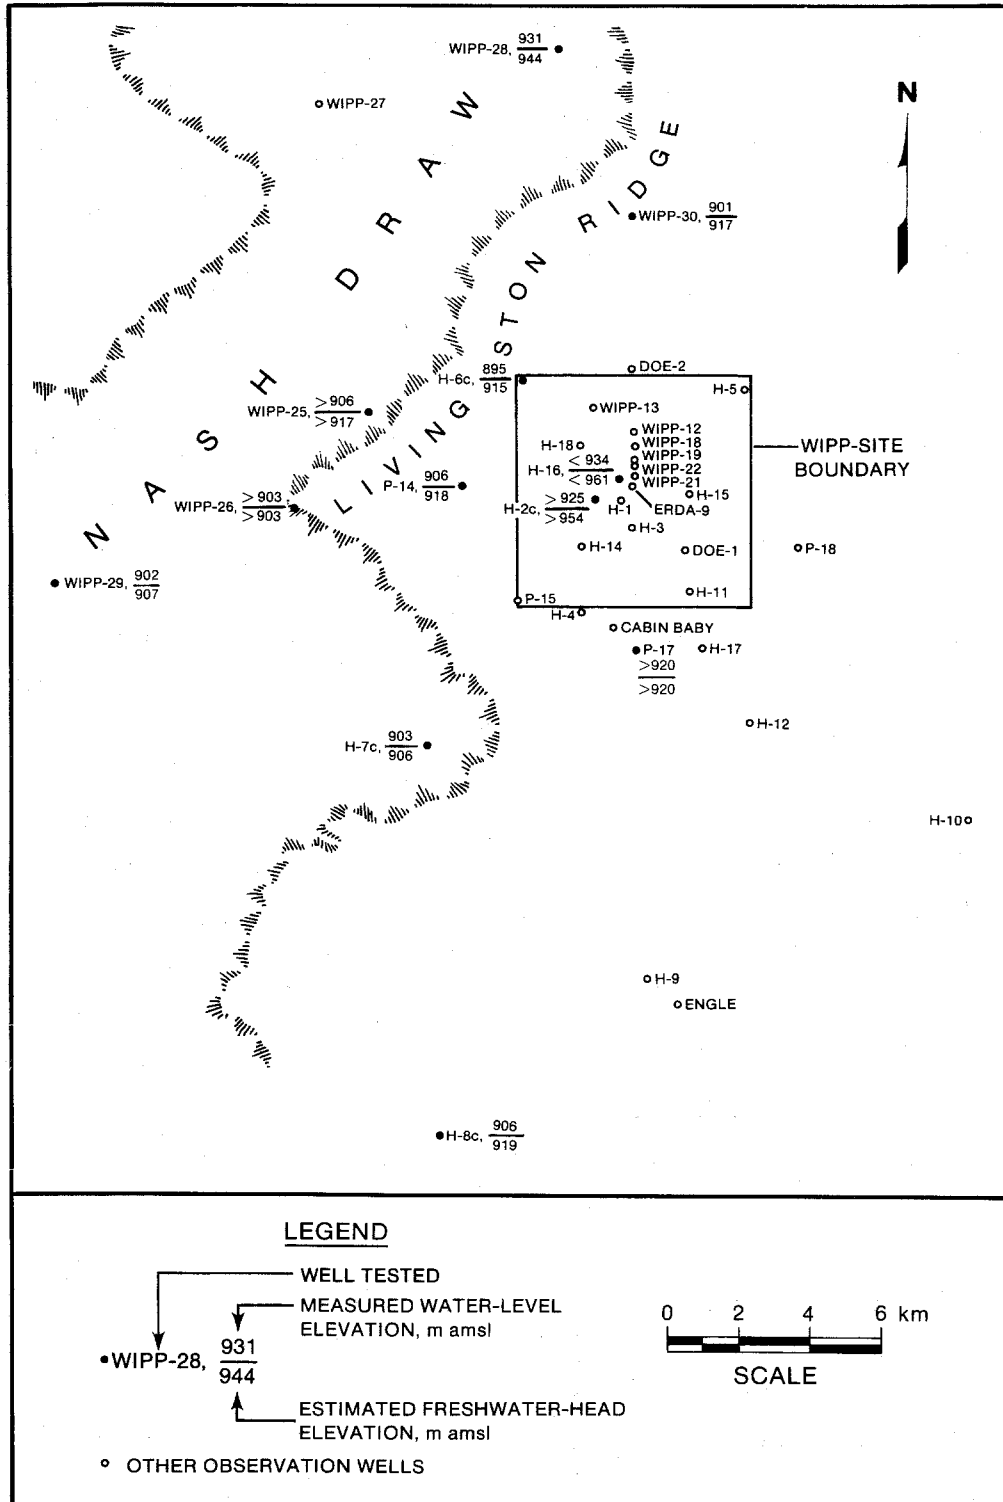 WIPP-28, 931
944
WIPP-27
N
NASH DRAW
LIVINGSTON RIDGE
WIPP-30, 901
917
DOE-2
H-6c, 895
915
H-5
WIPP-13
WIPP-25, >906
>917
WIPP-12
WIPP-18
WIPP-19
WIPP-22
WIPP-21
H-18
H-16, <934
<961
WIPP-SITE
BOUNDARY
P-14, 906
918
H-15
WIPP-26, >903
>903
H-2c, >925
>954
H-1
ERDA-9
H-3
H-14
DOE-1
P-18
WIPP-29, 902
907
H-11
P-15
H-4
CABIN BABY
P-17
>920
>920
H-17
H-12
H-7c, 903
906
H-10
H-9
ENGLE
H-8c, 906
919
LEGEND
WELL TESTED
MEASURED WATER-LEVEL
ELEVATION, m amsl
WIPP-28, 931
944
ESTIMATED FRESHWATER-HEAD
ELEVATION, m amsl
OTHER OBSERVATION WELLS
0 2 4 6 km
SCALE